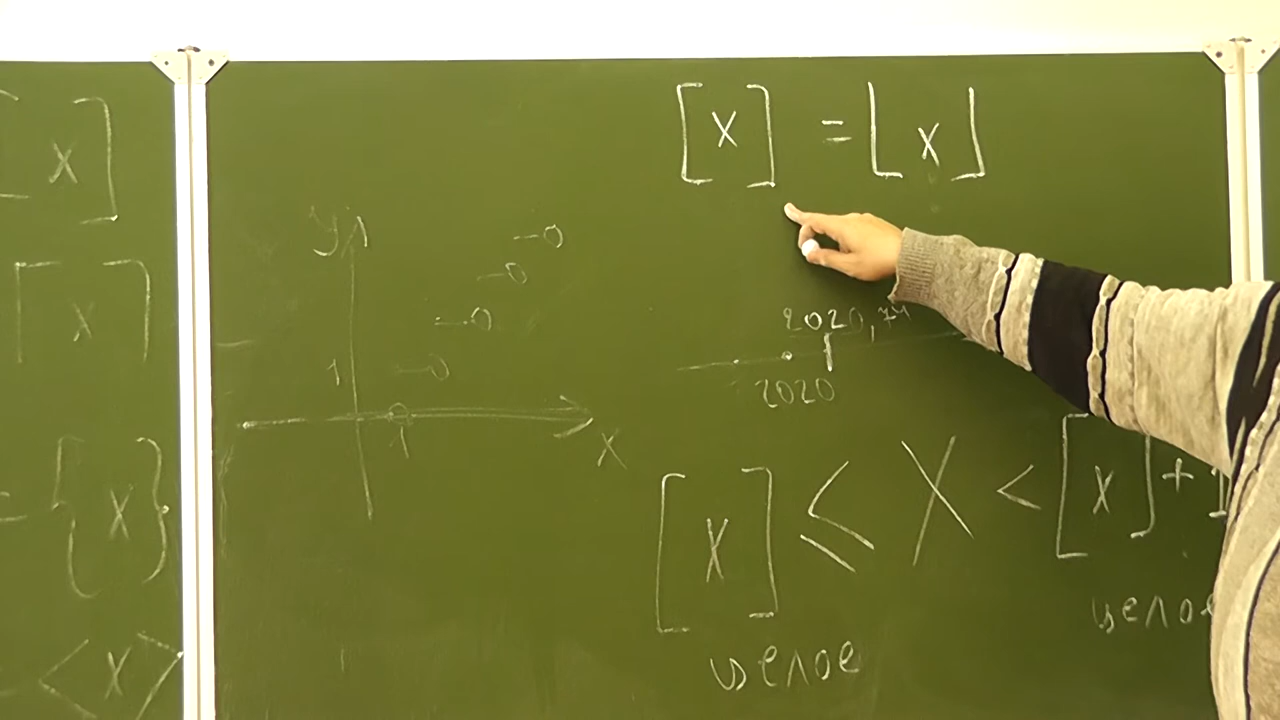 [x]
⌈x⌉
{x}
<x>
y
1
1
x
[x] = ⌊x⌋
2020,74
2020
[x] ≤ x < [x] + 1
целое
целое